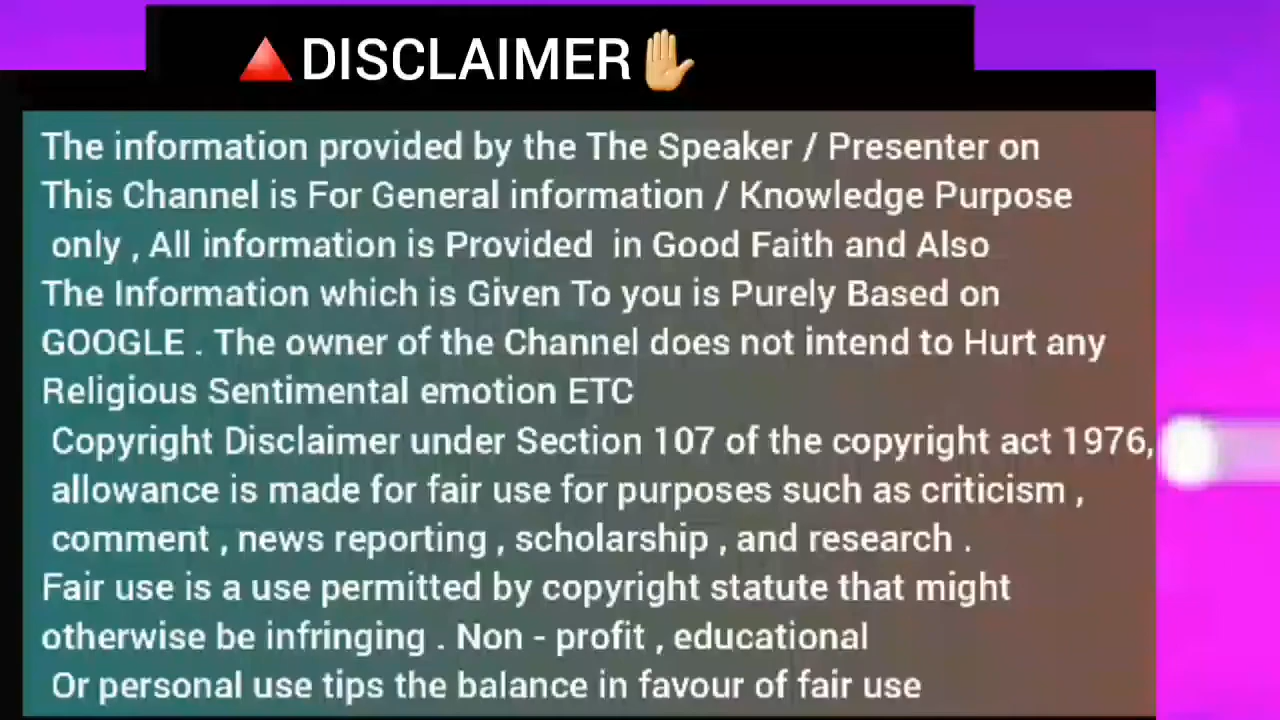 🔺DISCLAIMER✋
The information provided by the The Speaker / Presenter on
This Channel is For General information / Knowledge Purpose
only , All information is Provided in Good Faith and Also
The Information which is Given To you is Purely Based on
GOOGLE . The owner of the Channel does not intend to Hurt any
Religious Sentimental emotion ETC
Copyright Disclaimer under Section 107 of the copyright act 1976,
allowance is made for fair use for purposes such as criticism ,
comment , news reporting , scholarship , and research .
Fair use is a use permitted by copyright statute that might
otherwise be infringing . Non - profit , educational
Or personal use tips the balance in favour of fair use